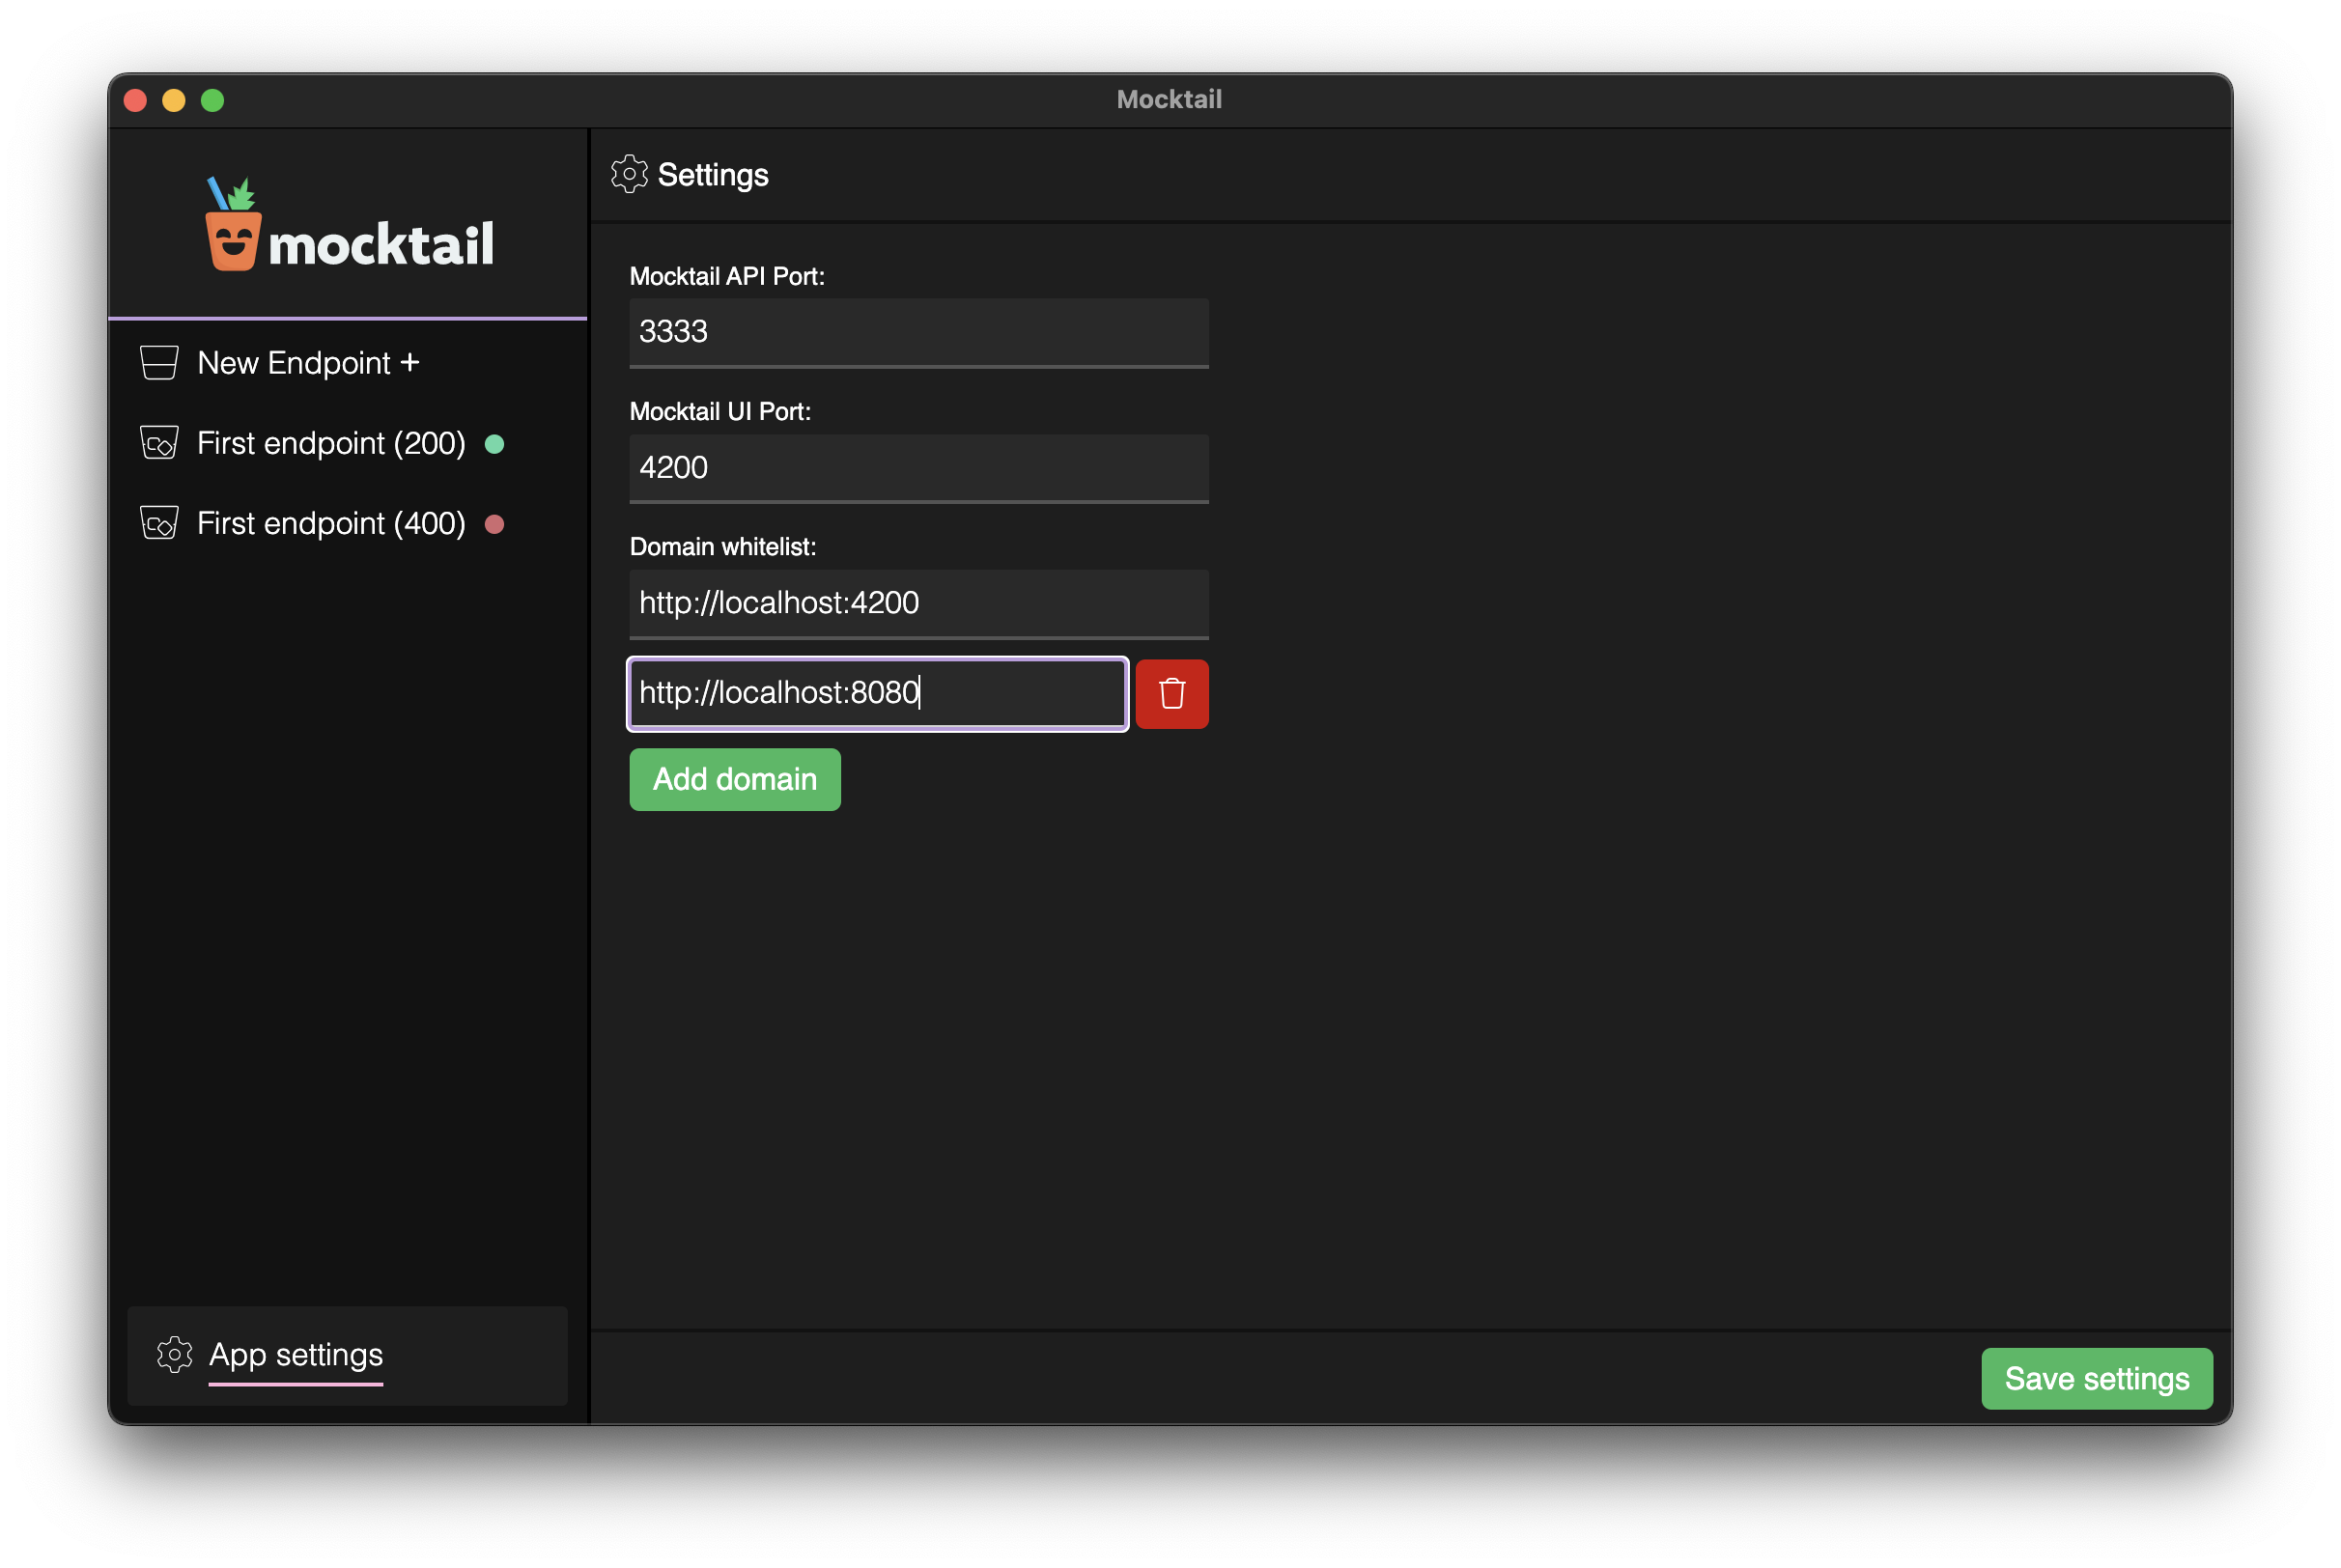 Mocktail
mocktail
New Endpoint +
First endpoint (200)
First endpoint (400)
App settings
Settings
Mocktail API Port:
3333
Mocktail UI Port:
4200
Domain whitelist:
http://localhost:4200
http://localhost:8080
Add domain
Save settings